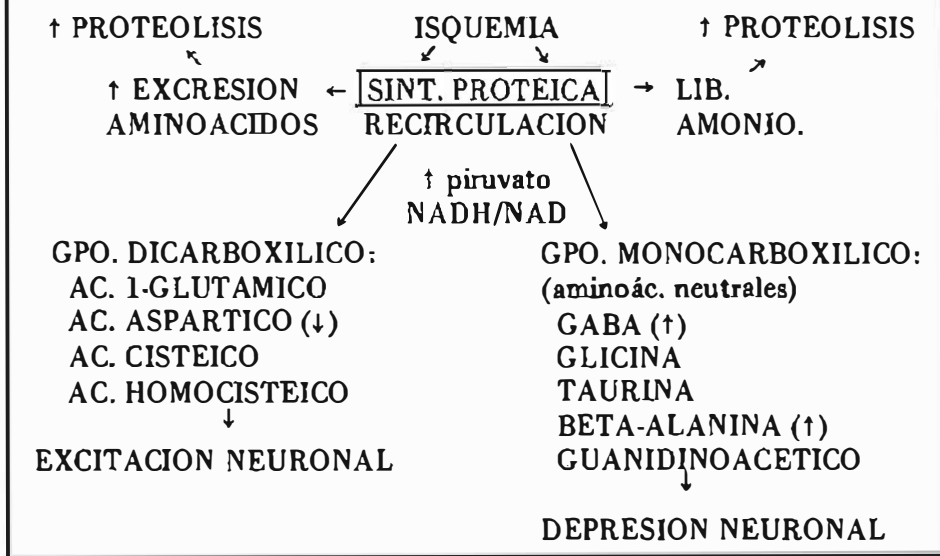 ↑ PROTEOLISIS ISQUEMIA ↑ PROTEOLISIS
↑ EXCRESION ← SINT. PROTEICA → LIB.
AMINOACIDOS RECIRCULACION AMONIO.
↑ piruvato
NADH/NAD
GPO. DICARBOXILICO: GPO. MONOCARBOXILICO:
AC. 1-GLUTAMICO (aminoác. neutrales)
AC. ASPARTICO (↓) GABA (↑)
AC. CISTEICO GLICINA
AC. HOMOCISTEICO TAURINA
↓ BETA-ALANINA (↑)
EXCITACION NEURONAL GUANIDINOACETICO
↓
DEPRESION NEURONAL